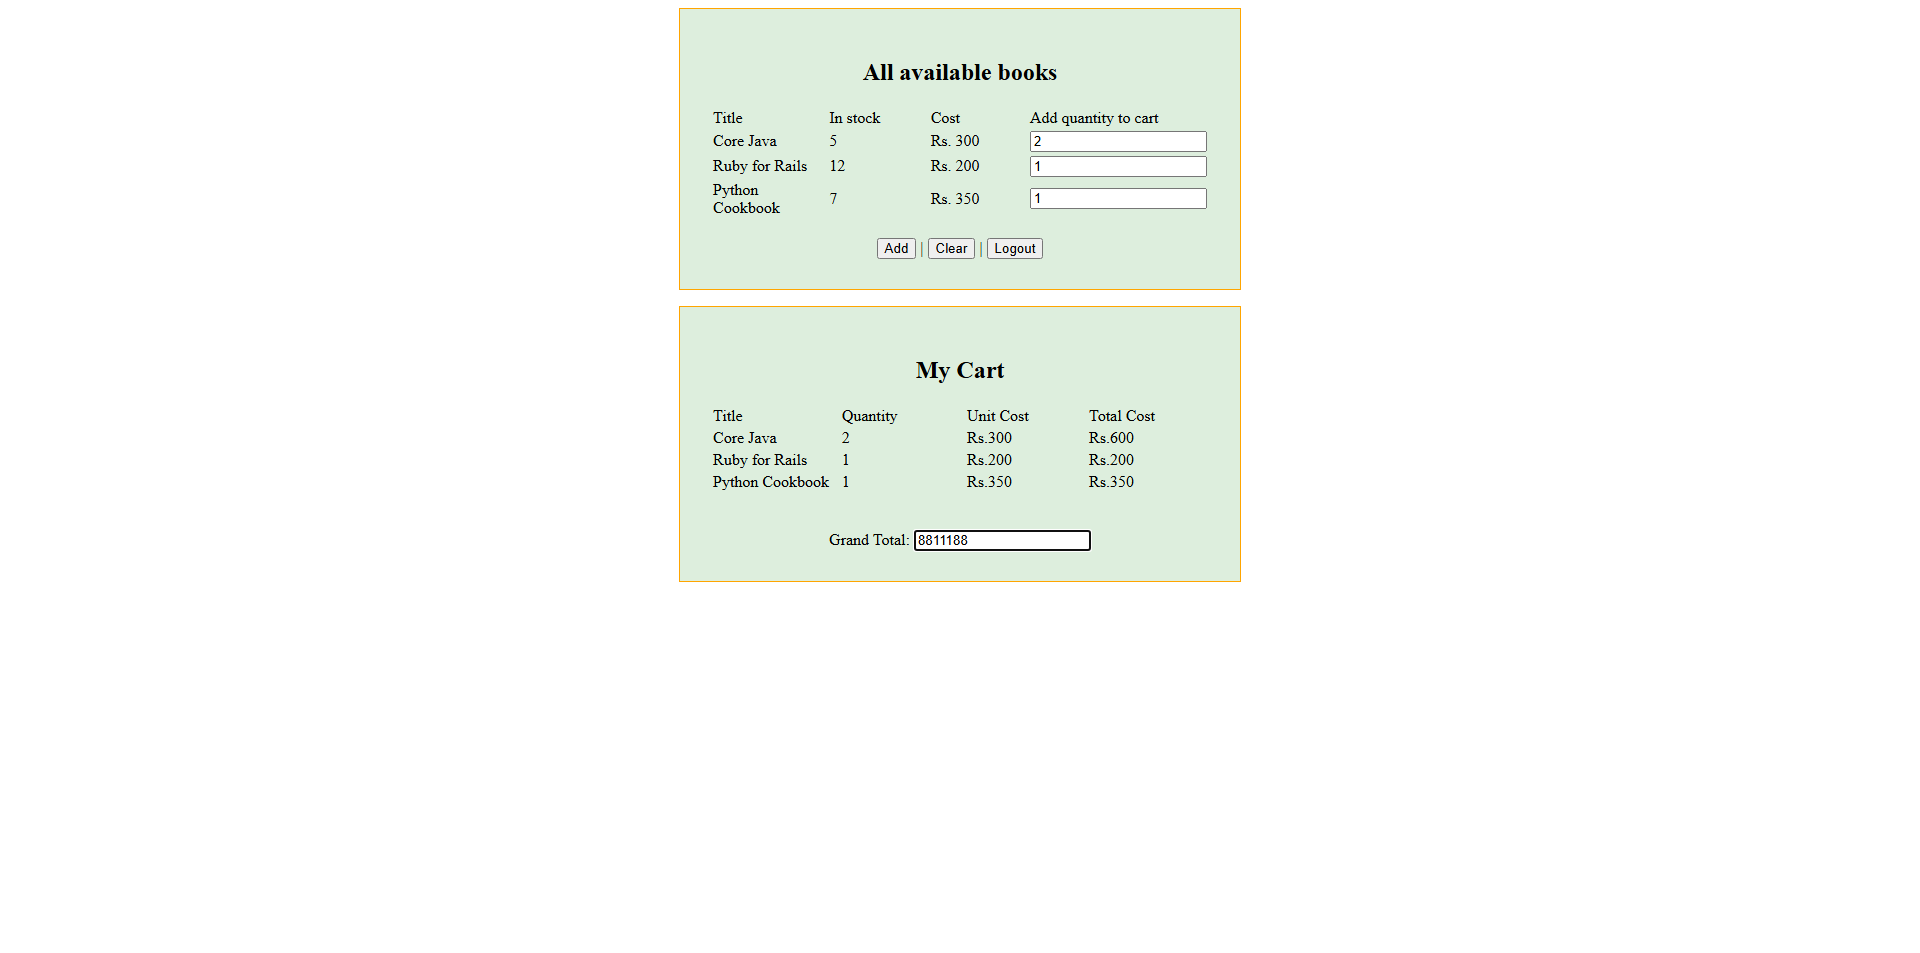 All available books
Title In stock Cost Add quantity to cart
Core Java 5 Rs. 300 2
Ruby for Rails 12 Rs. 200 1
Python Cookbook 7 Rs. 350 1
Add | Clear | Logout
My Cart
Title Quantity Unit Cost Total Cost
Core Java 2 Rs.300 Rs.600
Ruby for Rails 1 Rs.200 Rs.200
Python Cookbook 1 Rs.350 Rs.350
Grand Total: 8811188